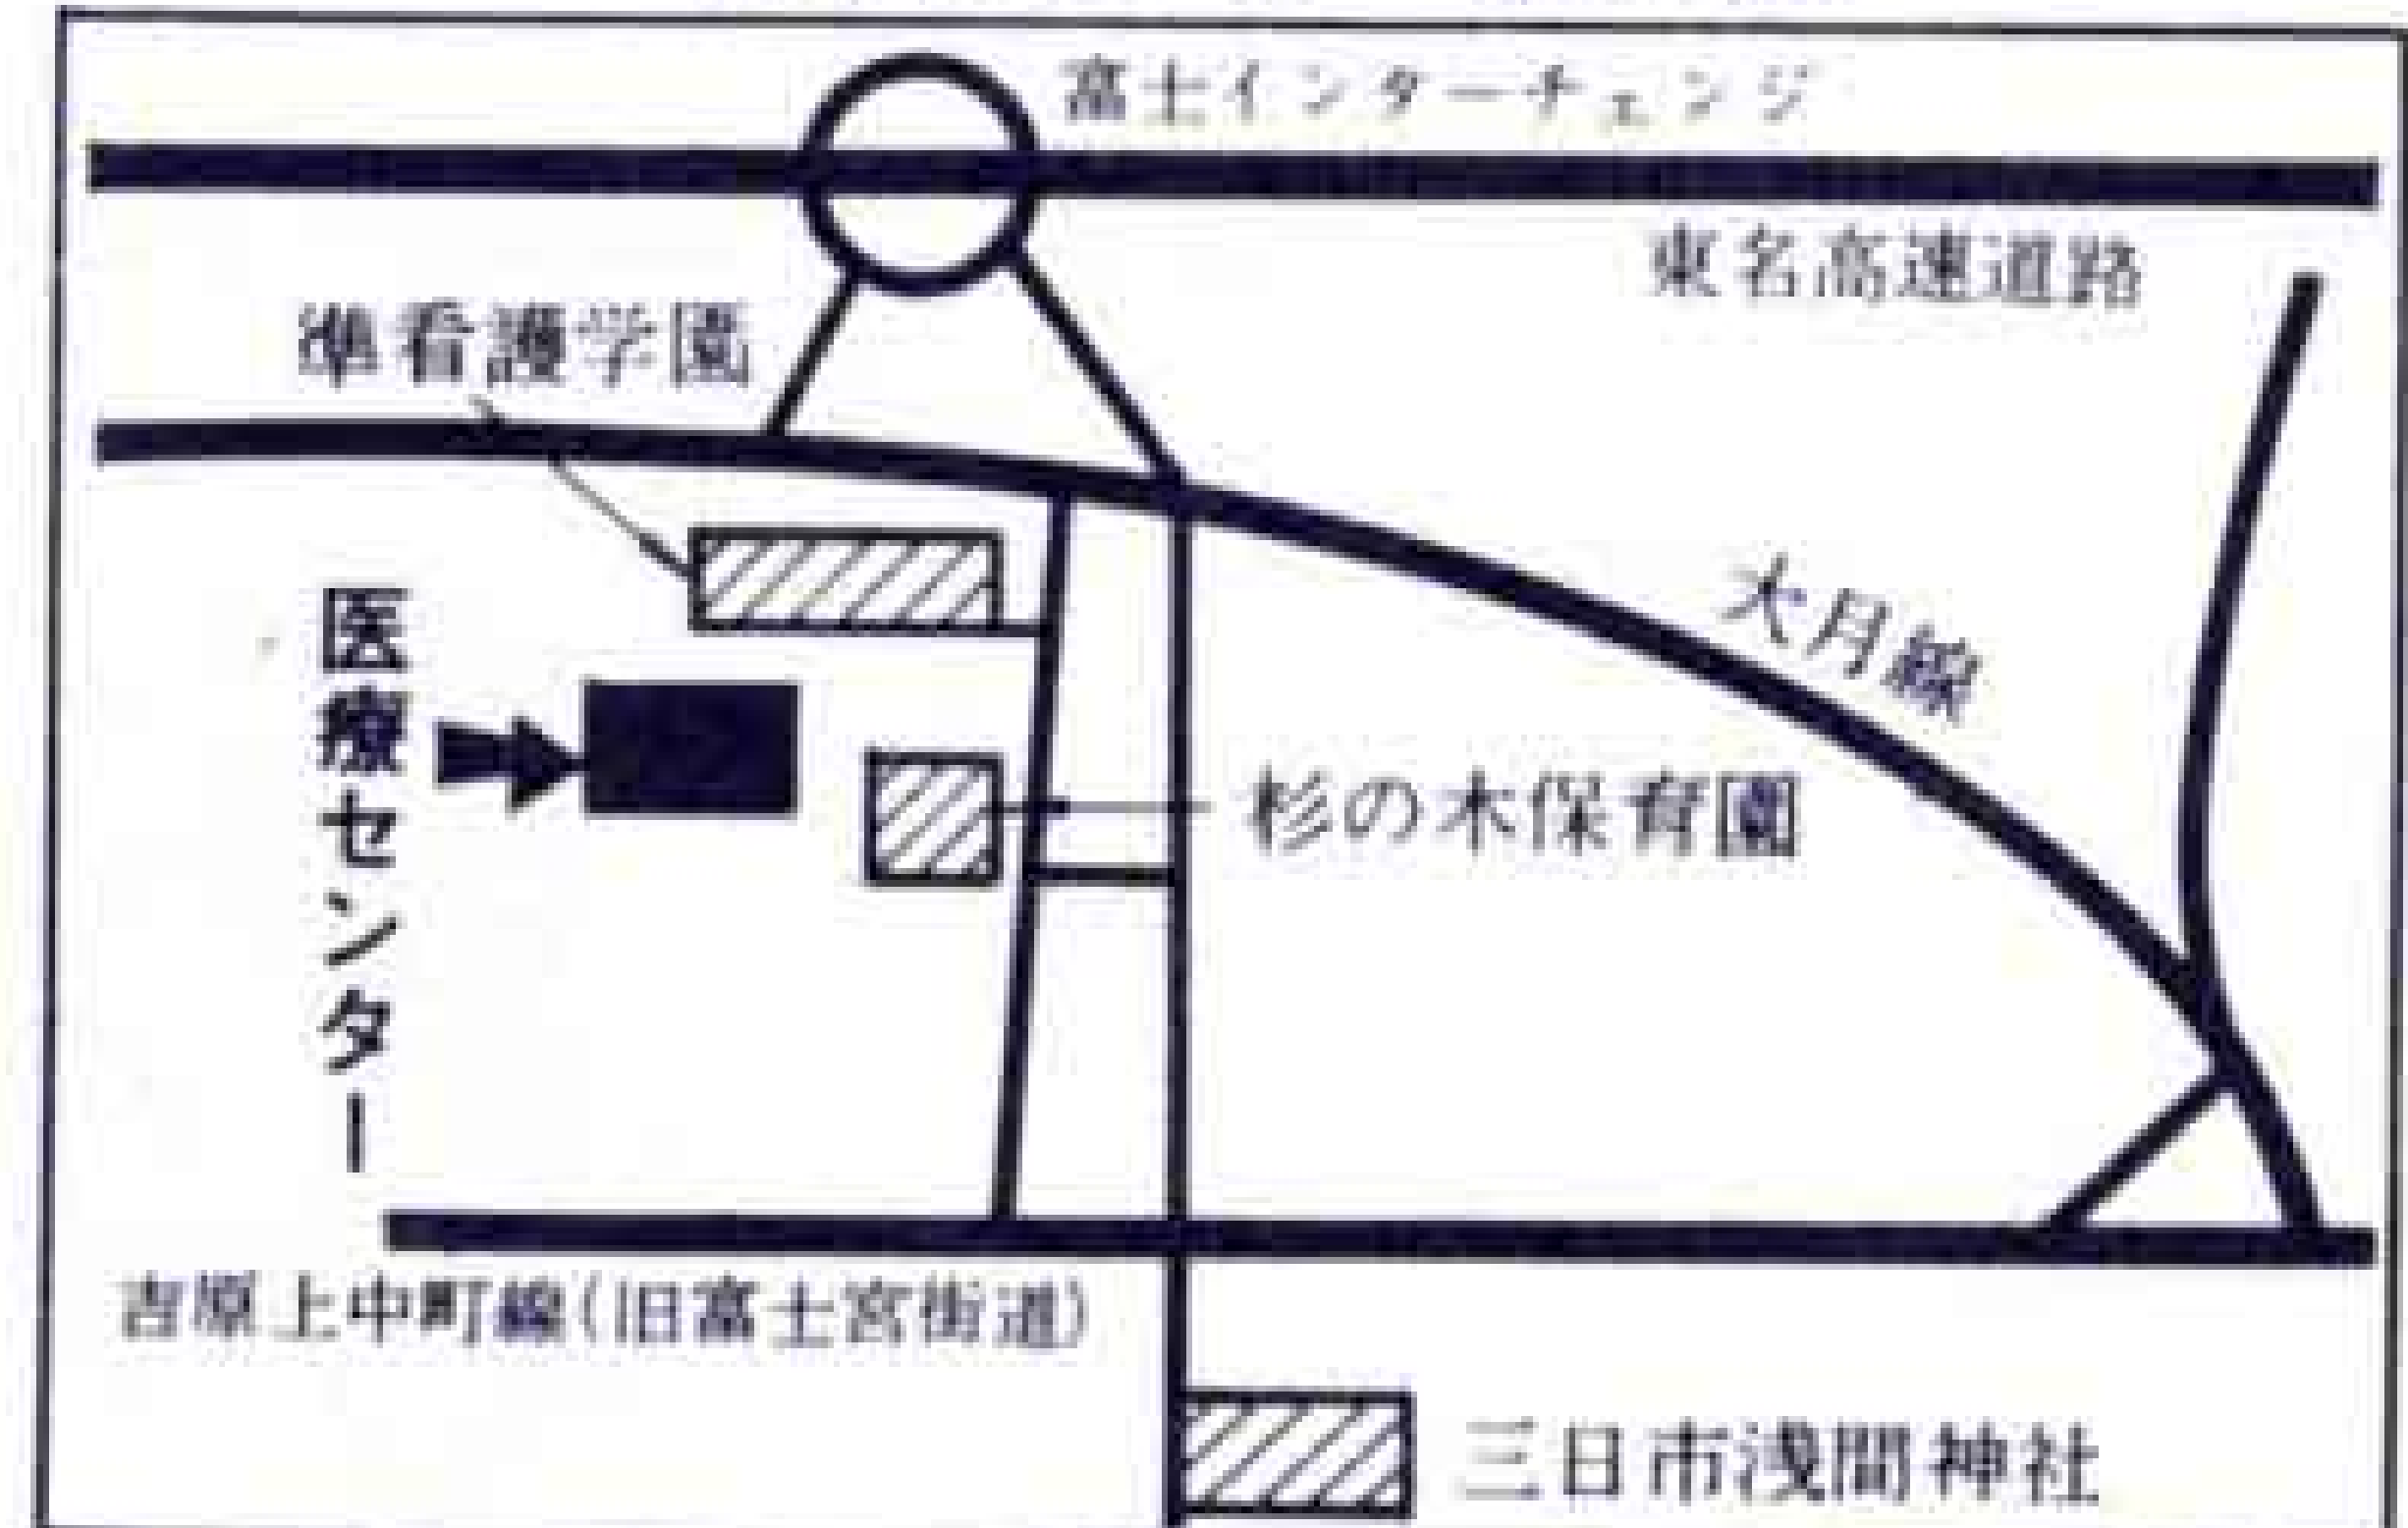 富士インターチェンジ
東名高速道路
準看護学園
大月線
医療センター
杉の木保育園
吉原上中町線(旧富士宮街道)
三日市浅間神社